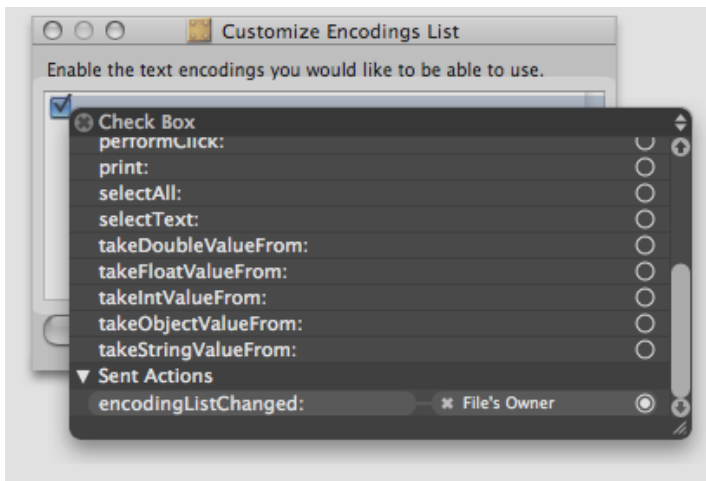 Customize Encodings List
Enable the text encodings you would like to be able to use.
Check Box
performClick:
print:
selectAll:
selectText:
takeDoubleValueFrom:
takeFloatValueFrom:
takeIntValueFrom:
takeObjectValueFrom:
takeStringValueFrom:
▼ Sent Actions
encodingListChanged: ✖ File's Owner